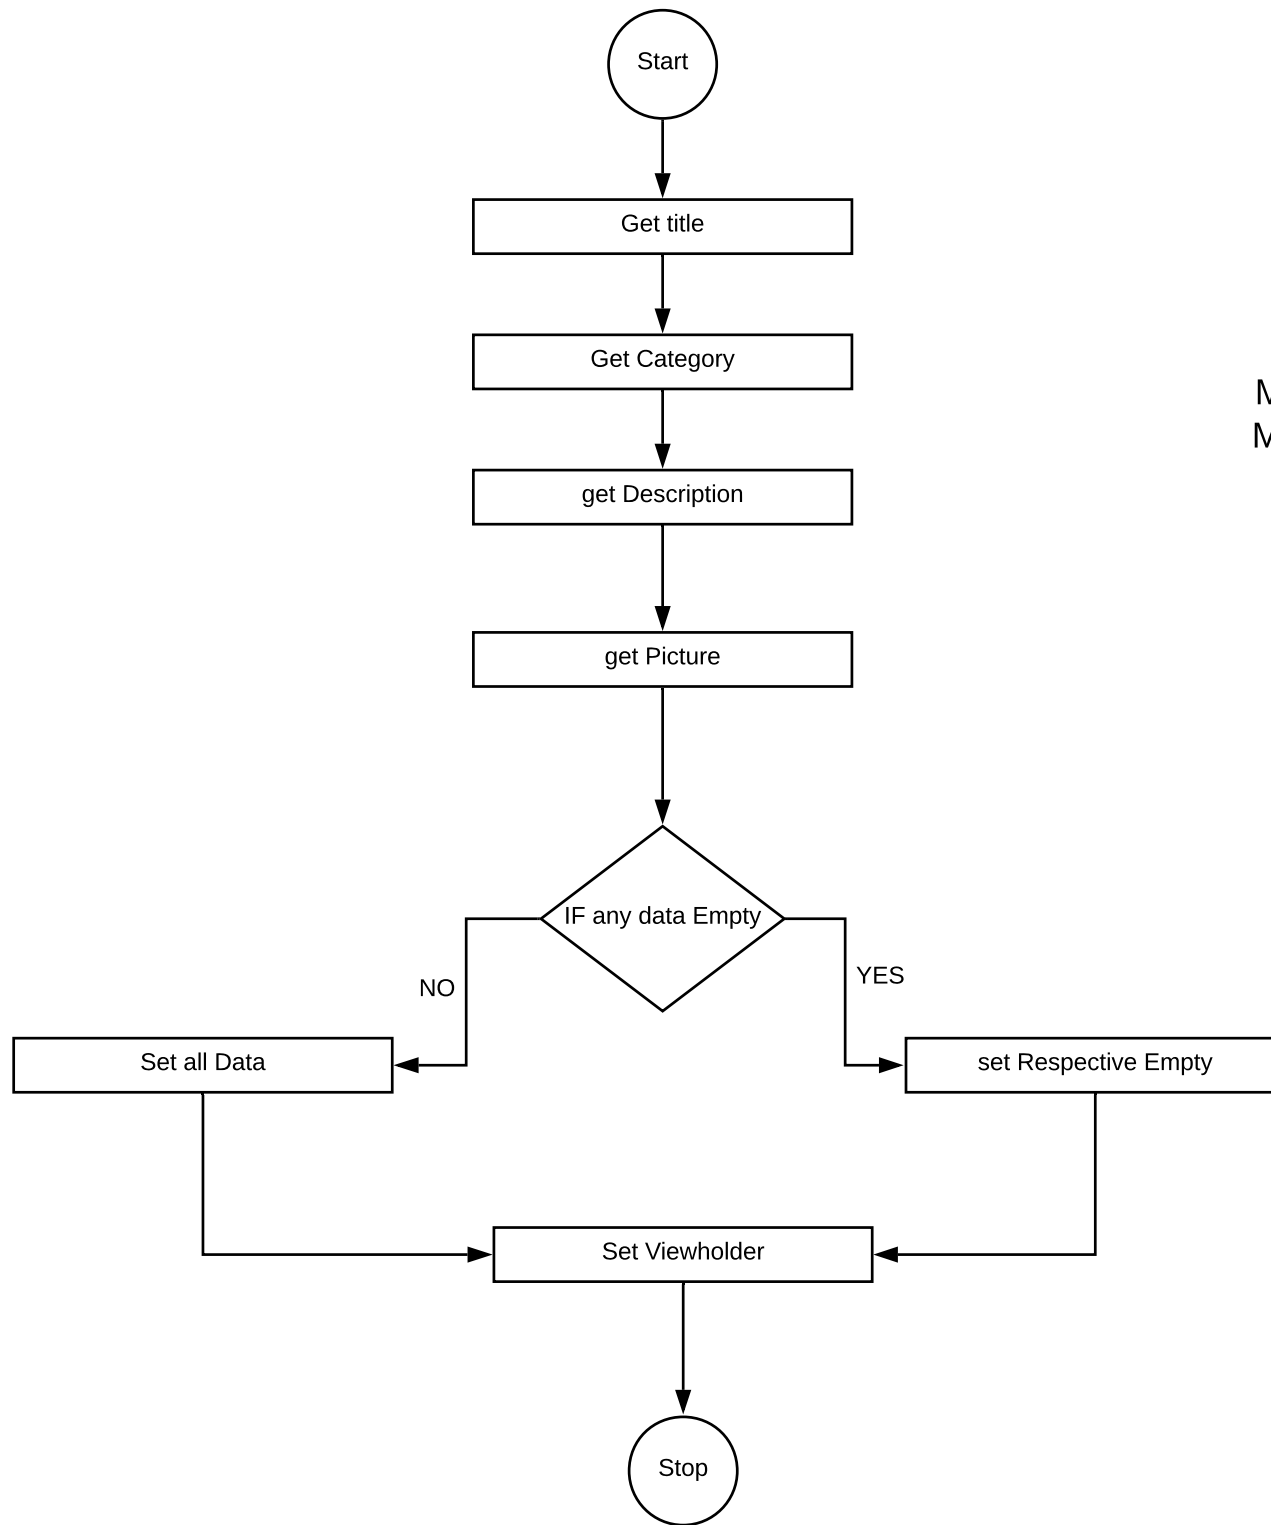 Start
Get title
Get Category
get Description
get Picture
IF any data Empty
NO
YES
Set all Data
set Respective Empty
Set Viewholder
Stop